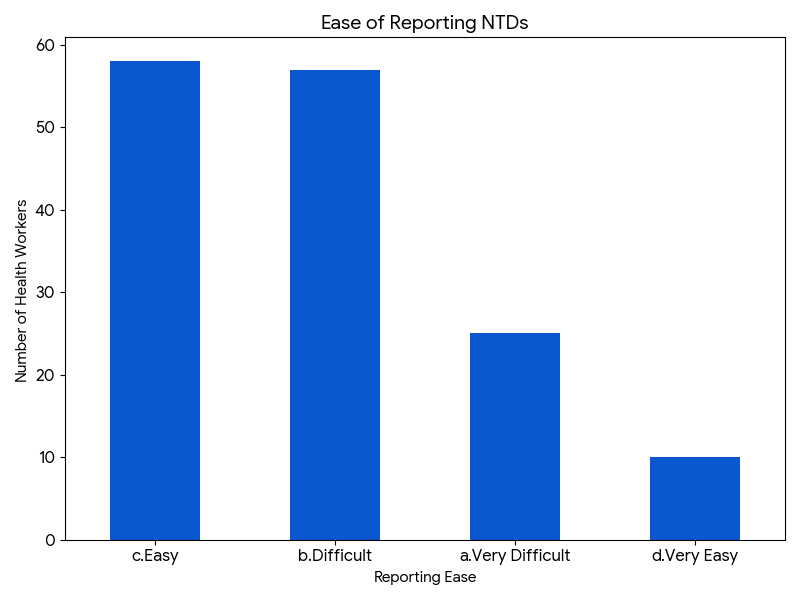 Ease of Reporting NTDs
Number of Health Workers
60
50
40
30
20
10
0
c.Easy
b.Difficult
a.Very Difficult
d.Very Easy
Reporting Ease